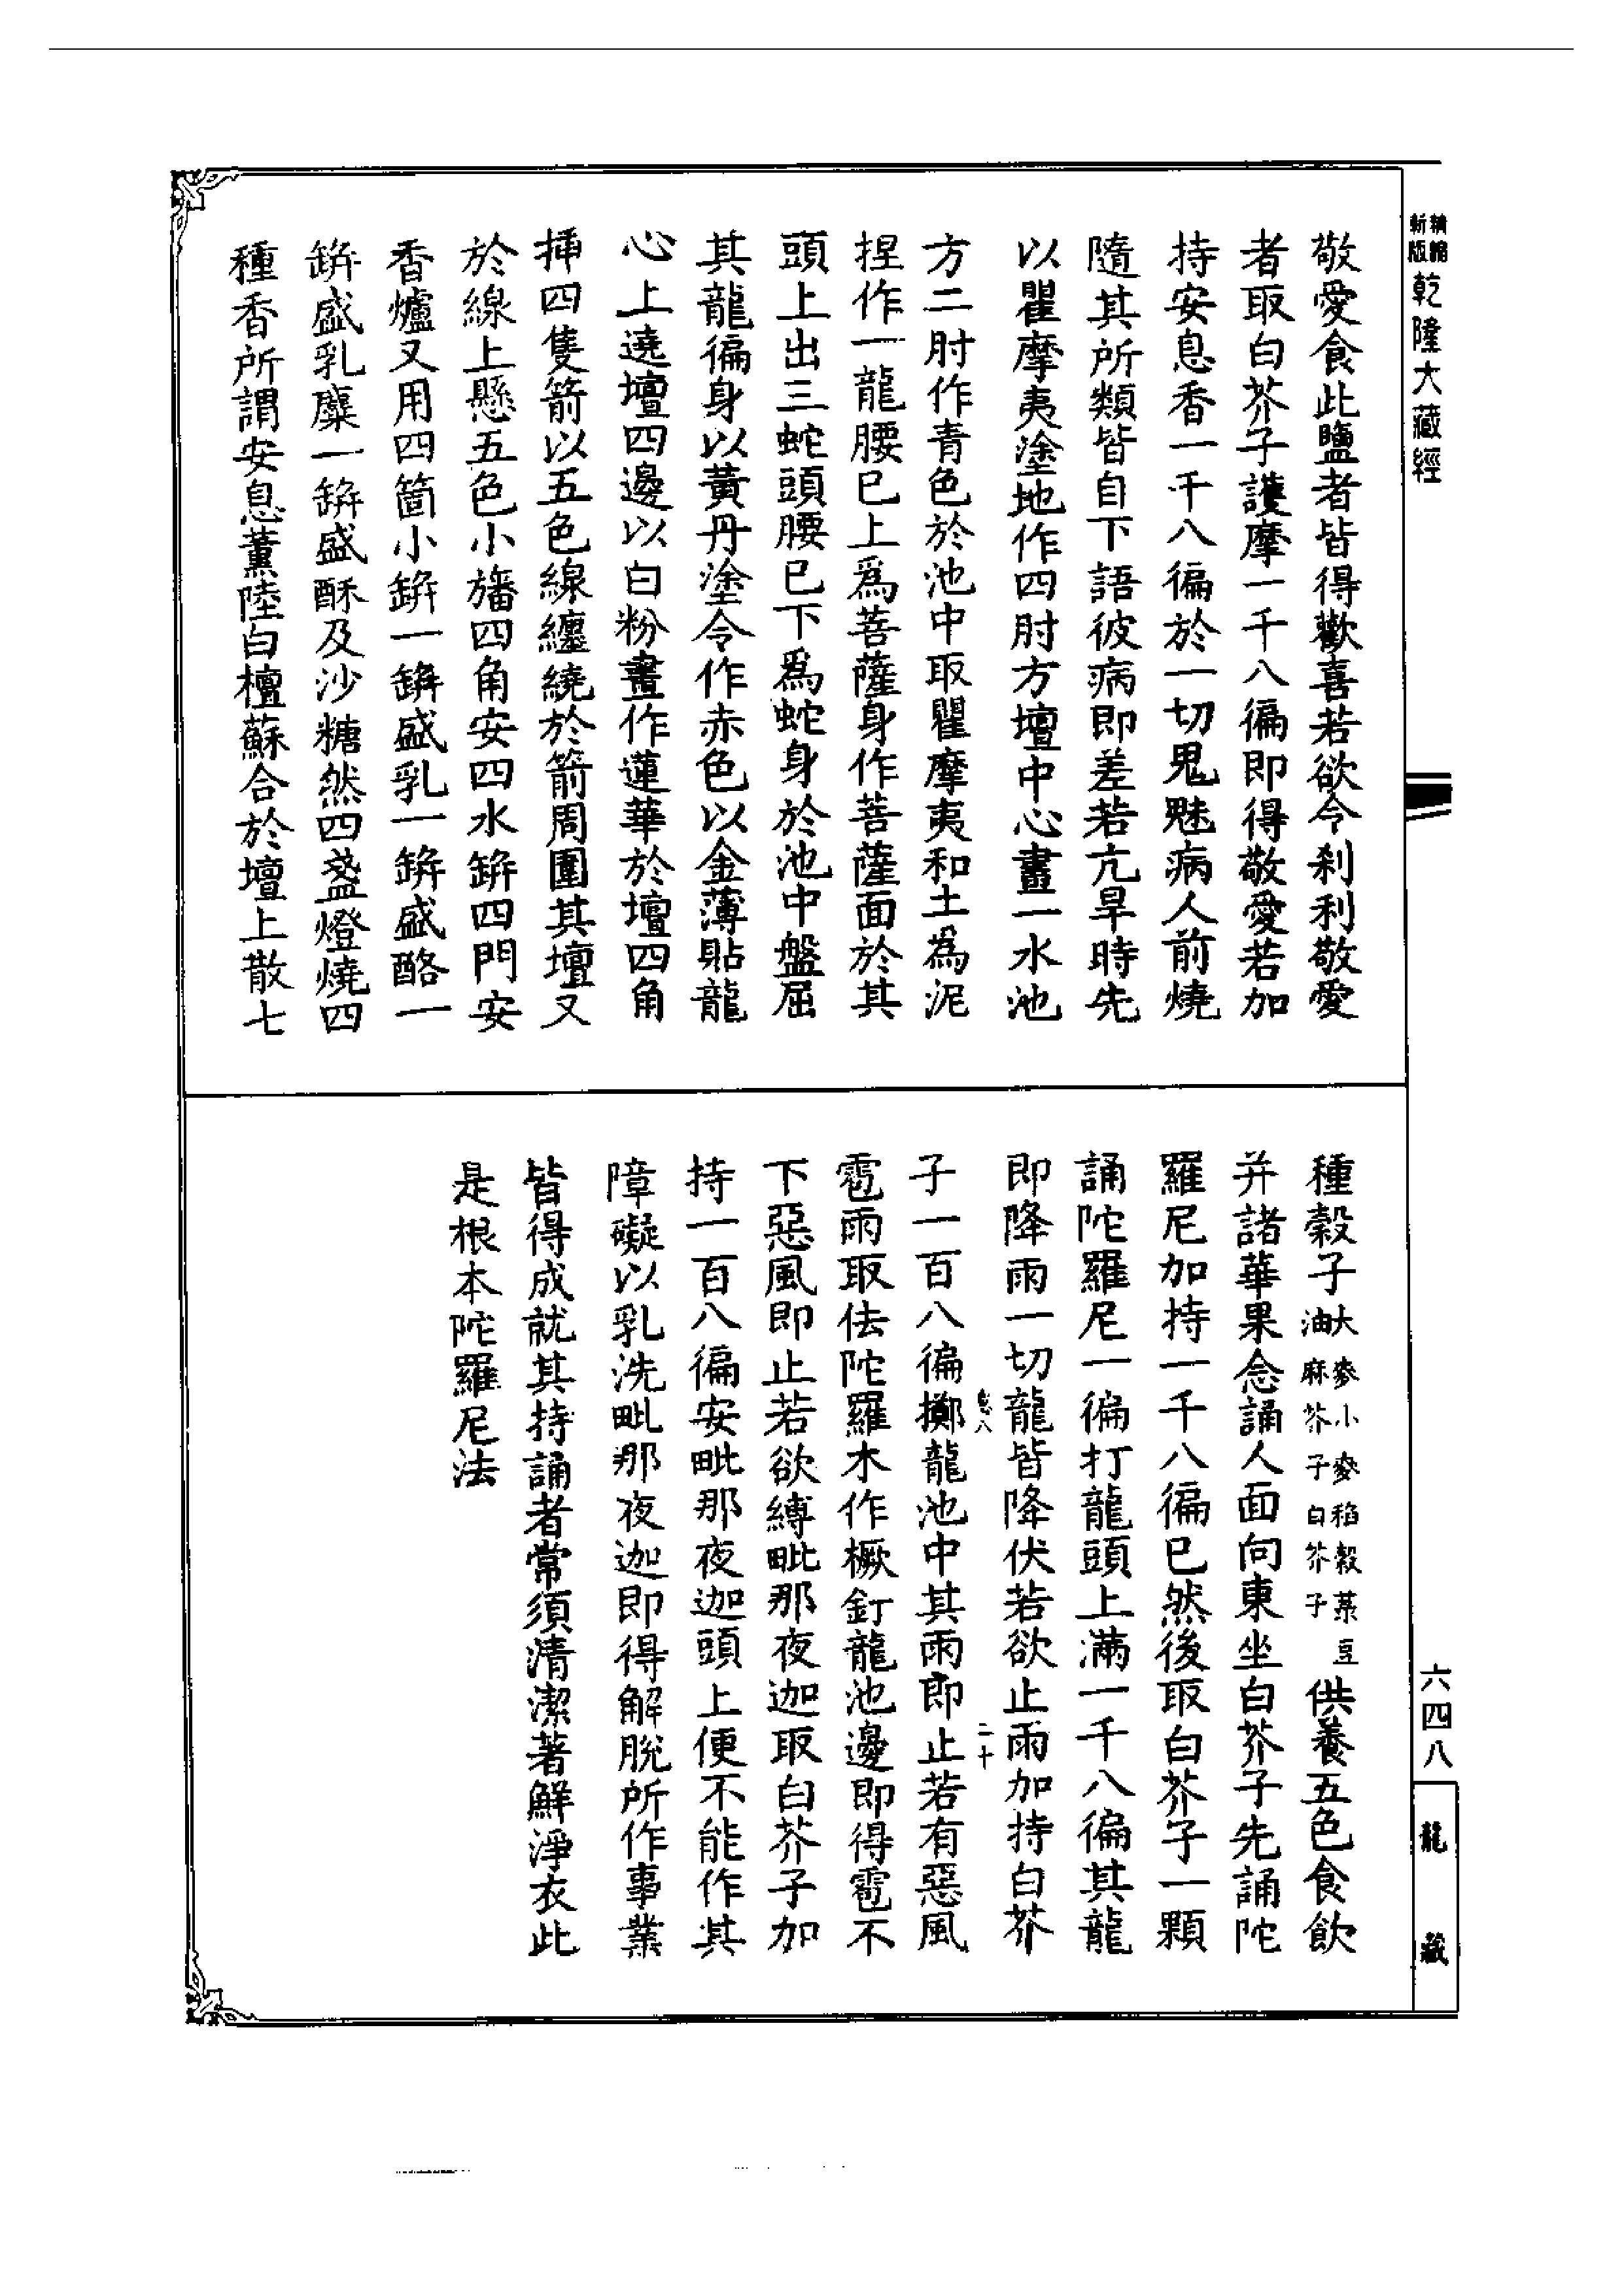 精縮新版乾隆大藏經
敬愛食此鹽者皆得歡喜若欲令刹利敬愛
者取白芥子護摩一千八徧即得敬愛若加
持安息香一千八徧於一切鬼魅病人前燒
隨其所類皆自下語彼病即差若亢旱時先
以瞿摩夷塗地作四肘方壇中心畫一水池
方二肘作青色於池中取瞿摩夷和土為泥
捏作一龍腰已上爲菩薩身作菩薩面於其
頭上出三蛇頭腰已下爲蛇身於池中盤屈
其龍徧身以黃丹塗令作赤色以金薄貼龍
心上遶壇四邊以白粉畫作蓮華於壇四角
揷四隻箭以五色線纏繞於箭周圍其壇又
於線上懸五色小旛四角安四水缾四門安
香爐又用四箇小缾一缾盛乳一缾盛酪一
缾盛乳麋一缾盛酥及沙糖然四盞燈燒四
種香所謂安息薰陸白檀蘇合於壇上散七
種穀子大麥小麥稻穀菉豆油麻芥子白芥子供養五色食飲
并諸華果念誦人面向東坐白芥子先誦陀
羅尼加持一千八徧已然後取白芥子一顆
誦陀羅尼一徧打龍頭上滿一千八徧其龍
即降雨一切龍皆降伏若欲止雨加持白芥
二十
子一百八徧擲龍池中其雨即止若有惡風
雹雨取佉陀羅木作橛釘龍池邊即得雹不
下惡風即止若欲縛毗那夜迦取白芥子加
持一百八徧安毗那夜迦頭上便不能作其
障礙以乳洗毗那夜迦即得解脫所作事業
皆得成就其持誦者常須清潔著鮮淨衣此
是根本陀羅尼法
六四八
龍藏